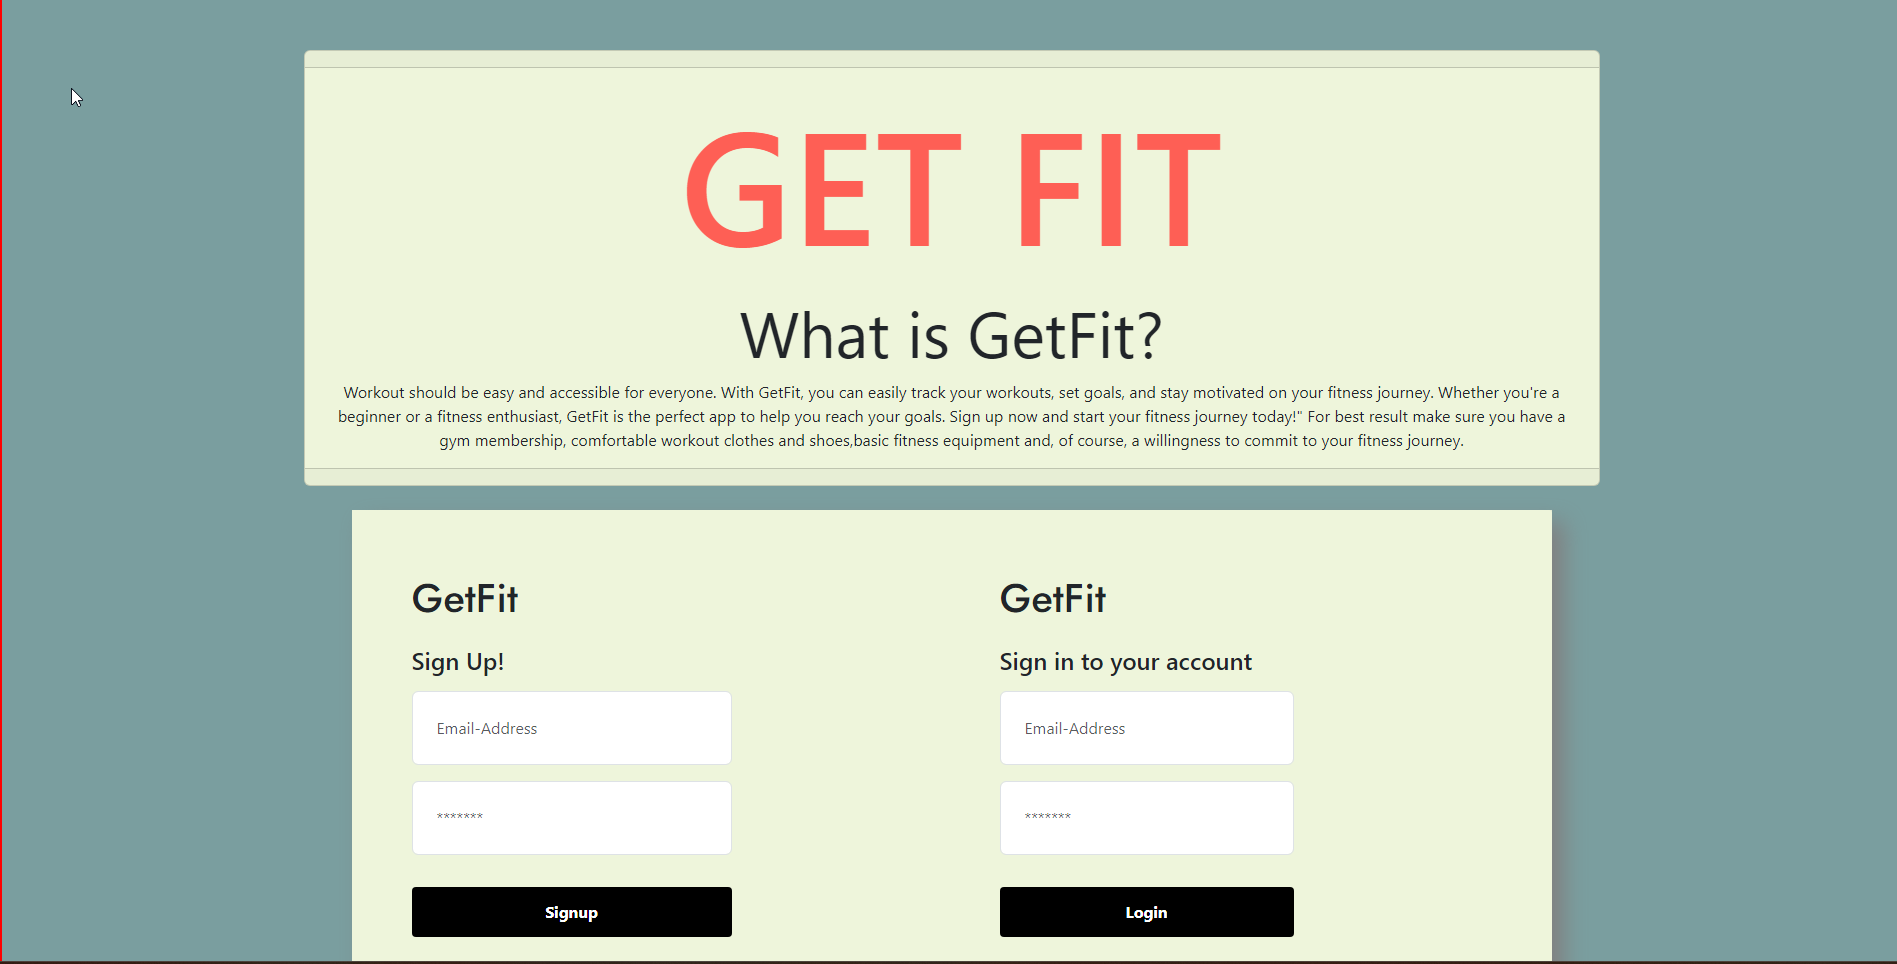 GET FIT
What is GetFit?
Workout should be easy and accessible for everyone. With GetFit, you can easily track your workouts, set goals, and stay motivated on your fitness journey. Whether you're a
beginner or a fitness enthusiast, GetFit is the perfect app to help you reach your goals. Sign up now and start your fitness journey today!" For best result make sure you have a
gym membership, comfortable workout clothes and shoes,basic fitness equipment and, of course, a willingness to commit to your fitness journey.
GetFit
Sign Up!
Email-Address
*******
Signup
GetFit
Sign in to your account
Email-Address
*******
Login